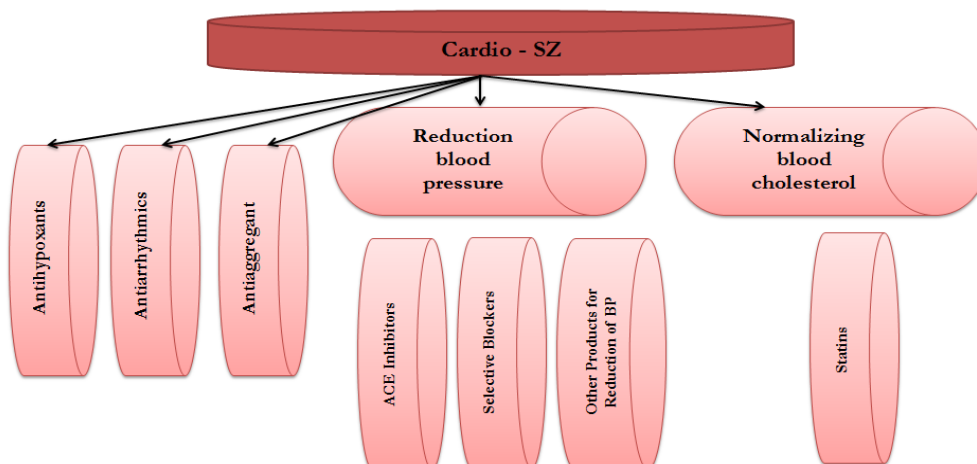 Cardio - SZ
Reduction
blood
pressure
Normalizing
blood
cholesterol
Antihypoxants
Antiarrhythmics
Antiaggregant
ACE Inhibitors
Selective Blockers
Other Products for
Reduction of BP
Statins